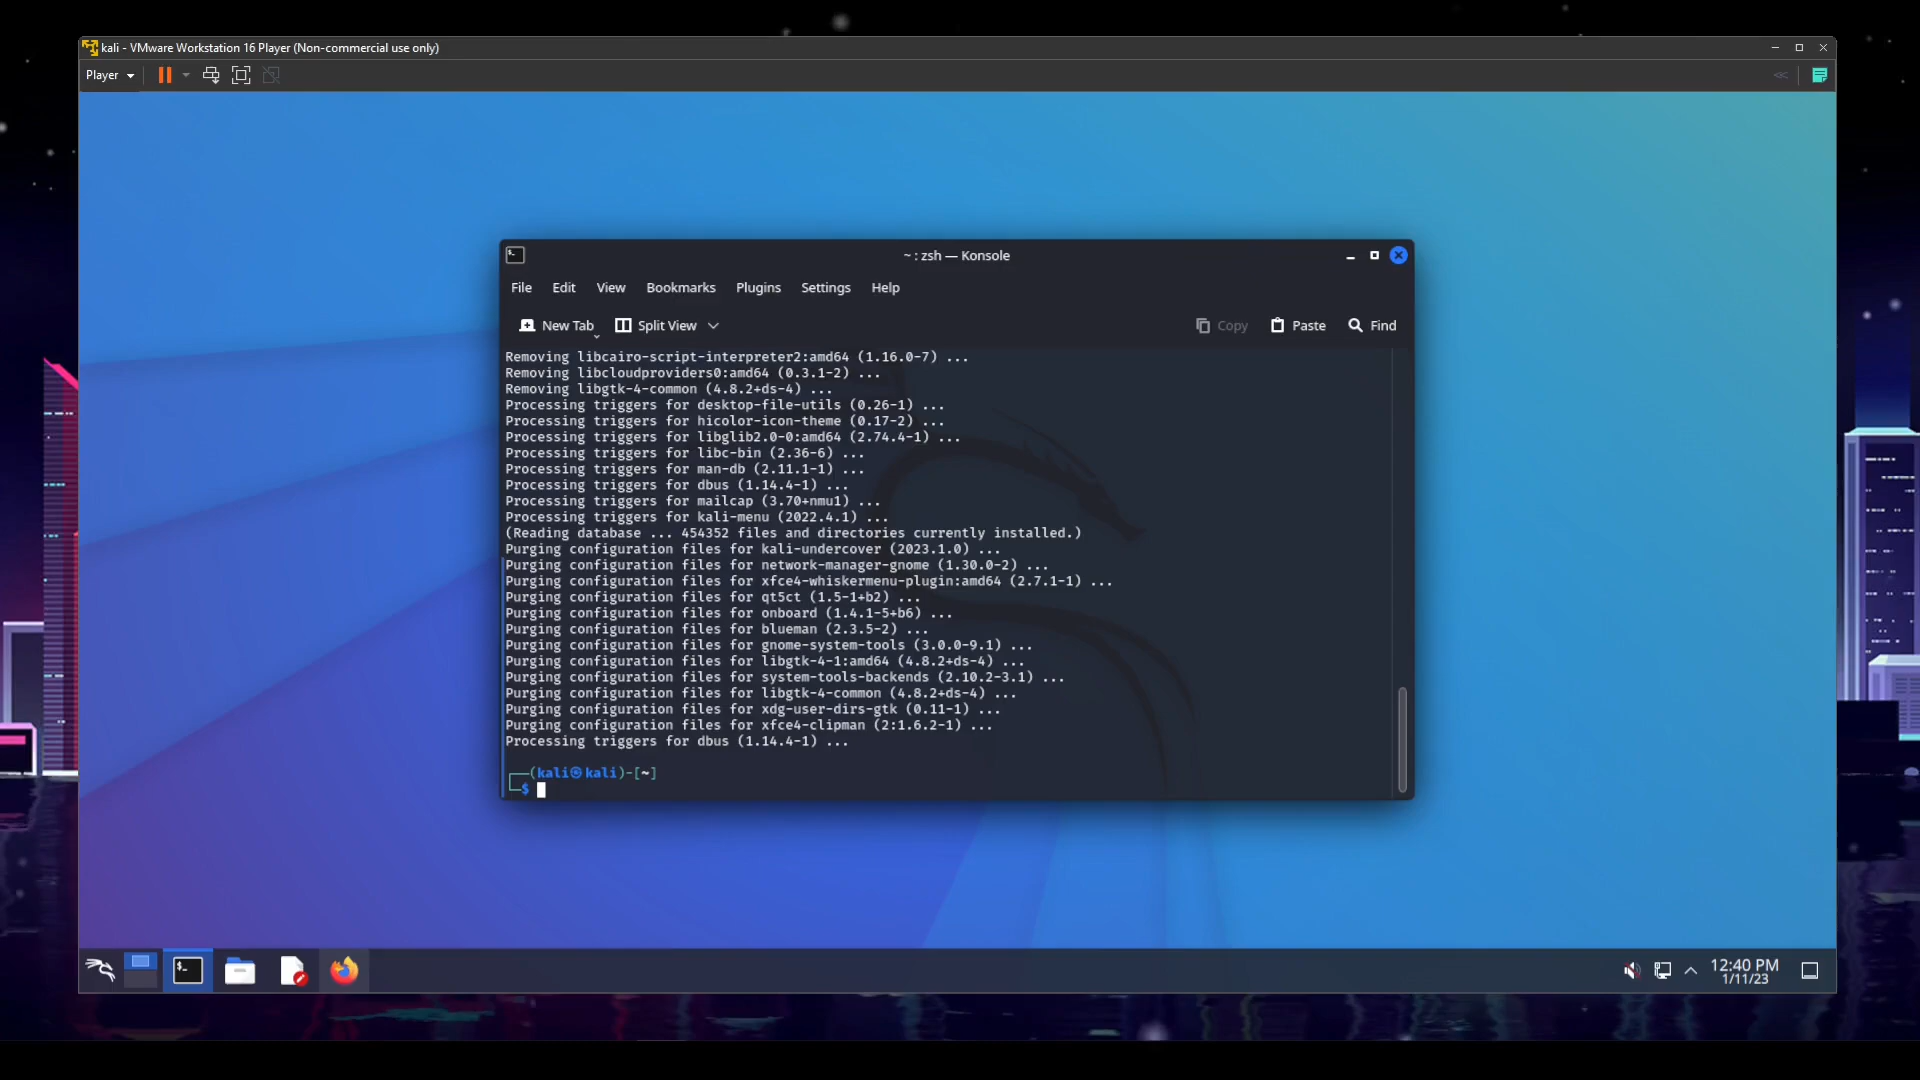 kali - VMware Workstation 16 Player (Non-commercial use only)
Player
~ : zsh — Konsole
File Edit View Bookmarks Plugins Settings Help
New Tab Split View Copy Paste Find
Removing libcairo-script-interpreter2:amd64 (1.16.0-7) ...
Removing libcloudproviders0:amd64 (0.3.1-2) ...
Removing libgtk-4-common (4.8.2+ds-4) ...
Processing triggers for desktop-file-utils (0.26-1) ...
Processing triggers for hicolor-icon-theme (0.17-2) ...
Processing triggers for libglib2.0-0:amd64 (2.74.4-1) ...
Processing triggers for libc-bin (2.36-6) ...
Processing triggers for man-db (2.11.1-1) ...
Processing triggers for dbus (1.14.4-1) ...
Processing triggers for mailcap (3.70+nmu1) ...
Processing triggers for kali-menu (2022.4.1) ...
(Reading database ... 454352 files and directories currently installed.)
Purging configuration files for kali-undercover (2023.1.0) ...
Purging configuration files for network-manager-gnome (1.30.0-2) ...
Purging configuration files for xfce4-whiskermenu-plugin:amd64 (2.7.1-1) ...
Purging configuration files for qt5ct (1.5-1+b2) ...
Purging configuration files for onboard (1.4.1-5+b6) ...
Purging configuration files for blueman (2.3.5-2) ...
Purging configuration files for gnome-system-tools (3.0.0-9.1) ...
Purging configuration files for libgtk-4-1:amd64 (4.8.2+ds-4) ...
Purging configuration files for system-tools-backends (2.10.2-3.1) ...
Purging configuration files for libgtk-4-common (4.8.2+ds-4) ...
Purging configuration files for xdg-user-dirs-gtk (0.11-1) ...
Purging configuration files for xfce4-clipman (2:1.6.2-1) ...
Processing triggers for dbus (1.14.4-1) ...
┌──(kali㉿kali)-[~]
└─$
12:40 PM
1/11/23